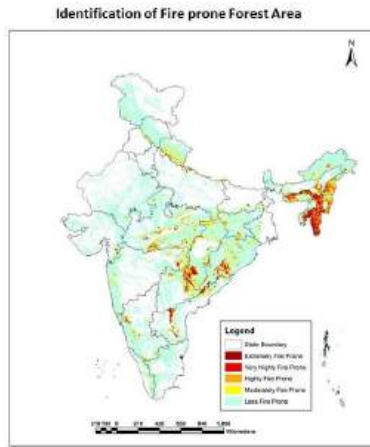 Identification of Fire prone Forest Area
N
Legend
State Boundary
Extremely Fire Prone
Very Highly Fire Prone
Highly Fire Prone
Moderately Fire Prone
Less Fire Prone
Kilometers